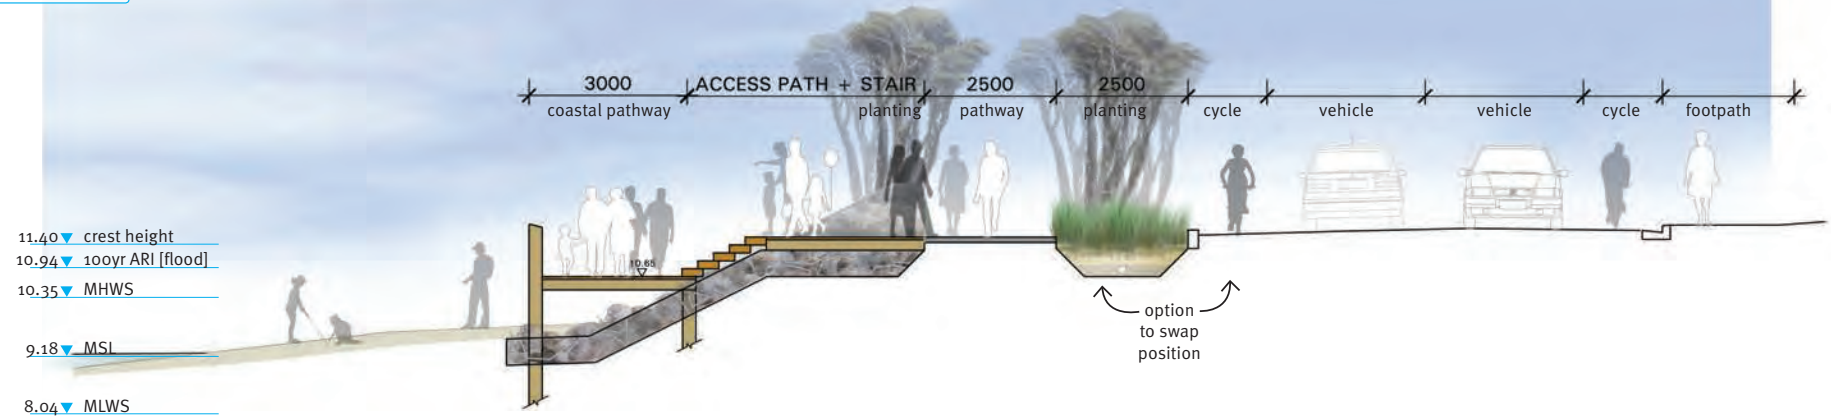 3000 ACCESS PATH + STAIR 2500 2500
coastal pathway planting pathway planting cycle vehicle vehicle cycle footpath
11.40 crest height
10.94 100yr ARI [flood]
10.65
10.35 MHWS
option
to swap
position
9.18 MSL
8.04 MLWS